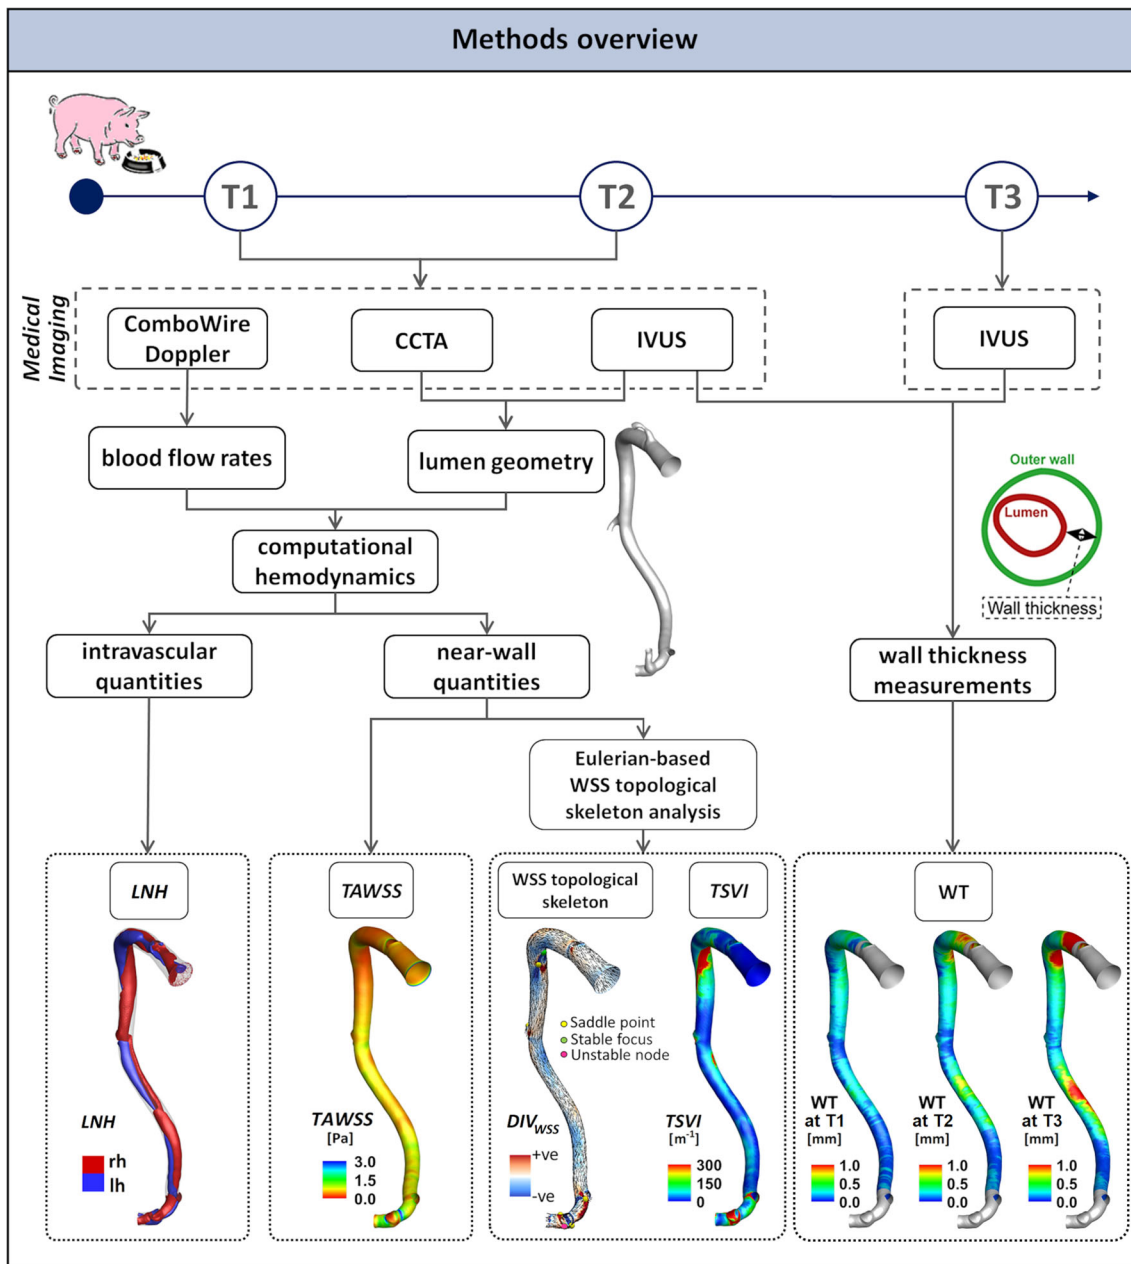 Methods overview
T1
T2
T3
Medical
Imaging
ComboWire
Doppler
CCTA
IVUS
IVUS
blood flow rates
lumen geometry
Outer wall
Lumen
Wall thickness
computational
hemodynamics
intravascular
quantities
near-wall
quantities
wall thickness
measurements
Eulerian-based
WSS topological
skeleton analysis
LNH
TAWSS
WSS topological
skeleton
TSVI
WT
Saddle point
Stable focus
Unstable node
LNH
rh
lh
TAWSS
[Pa]
3.0
1.5
0.0
DIVWSS
+ve
-ve
TSVI
[m⁻¹]
300
150
0
WT
at T1
[mm]
1.0
0.5
0.0
WT
at T2
[mm]
1.0
0.5
0.0
WT
at T3
[mm]
1.0
0.5
0.0